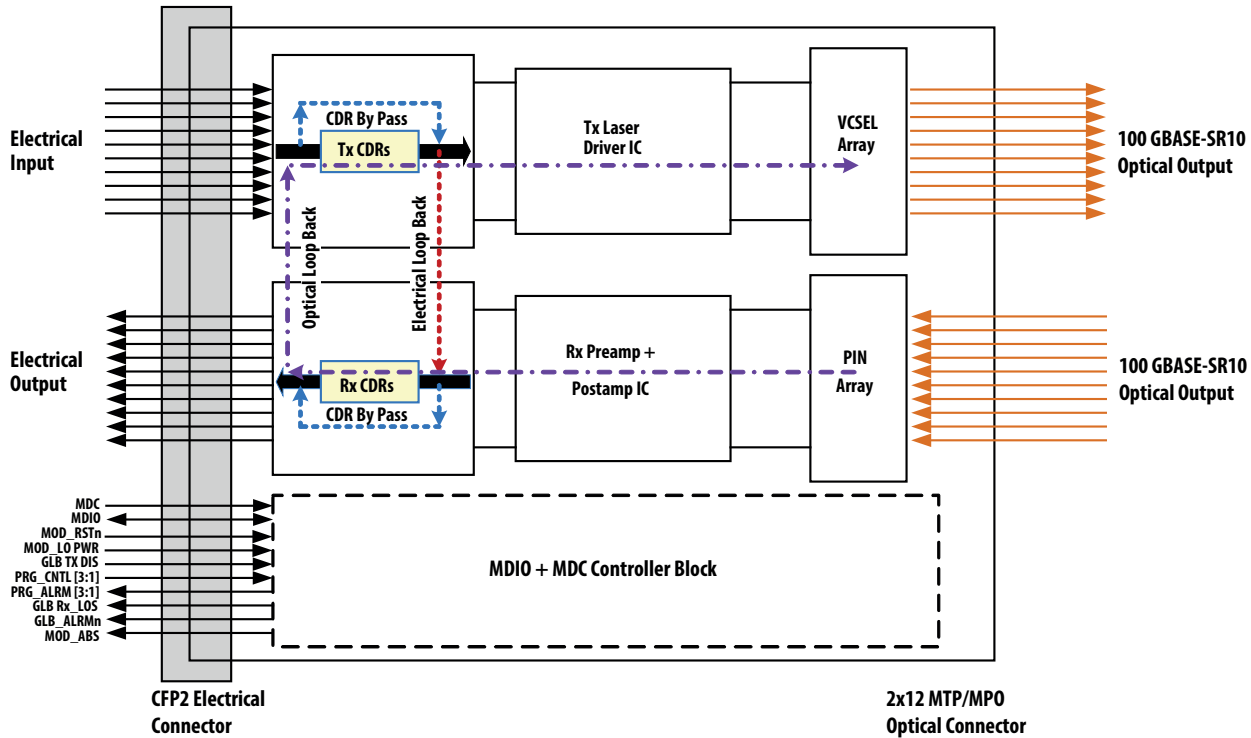 Electrical
Input
CDR By Pass
Tx CDRs
Tx Laser
Driver IC
VCSEL
Array
100 GBASE-SR10
Optical Output
Optical Loop Back
Electrical Loop Back
Electrical
Output
Rx CDRs
CDR By Pass
Rx Preamp +
Postamp IC
PIN
Array
100 GBASE-SR10
Optical Output
MDC
MDIO
MOD_RSTn
MOD_LO PWR
GLB TX DIS
PRG_CNTL [3:1]
PRG_ALRM [3:1]
GLB Rx_LOS
GLB_ALRMn
MOD_ABS
MDIO + MDC Controller Block
CFP2 Electrical
Connector
2x12 MTP/MPO
Optical Connector